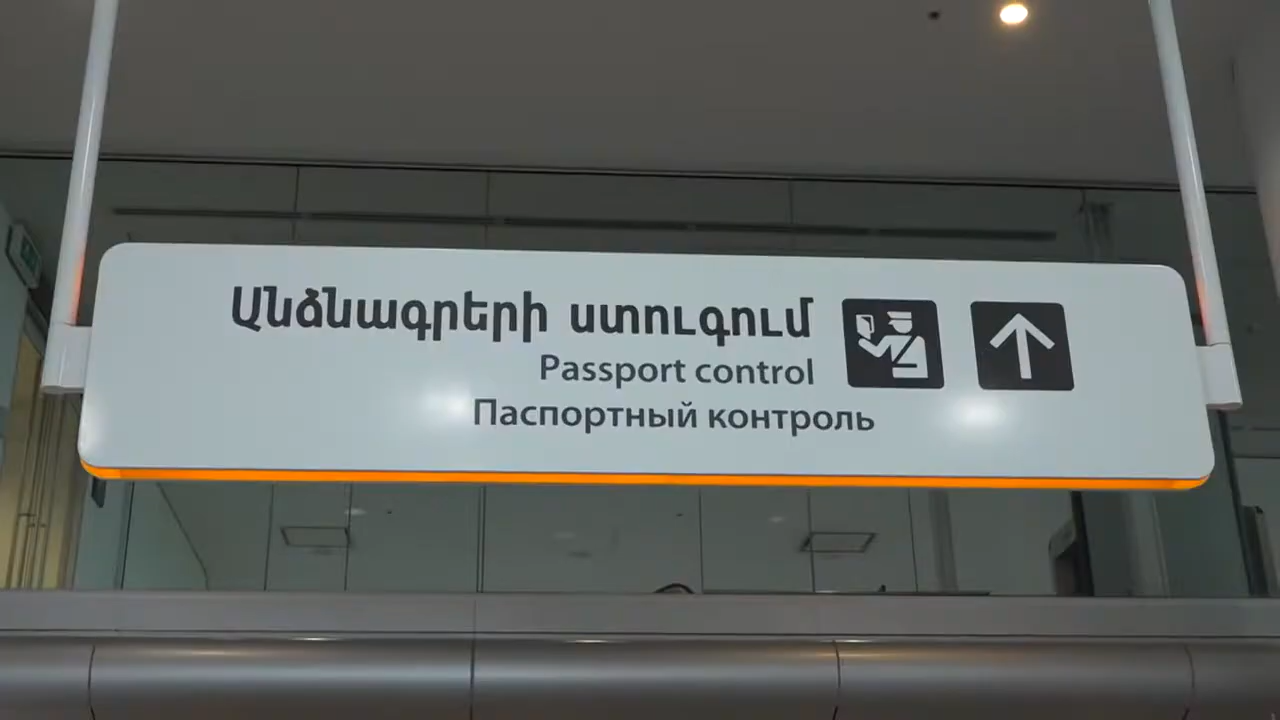 Անձնագրերի ստուգում
Passport control
Паспортный контроль